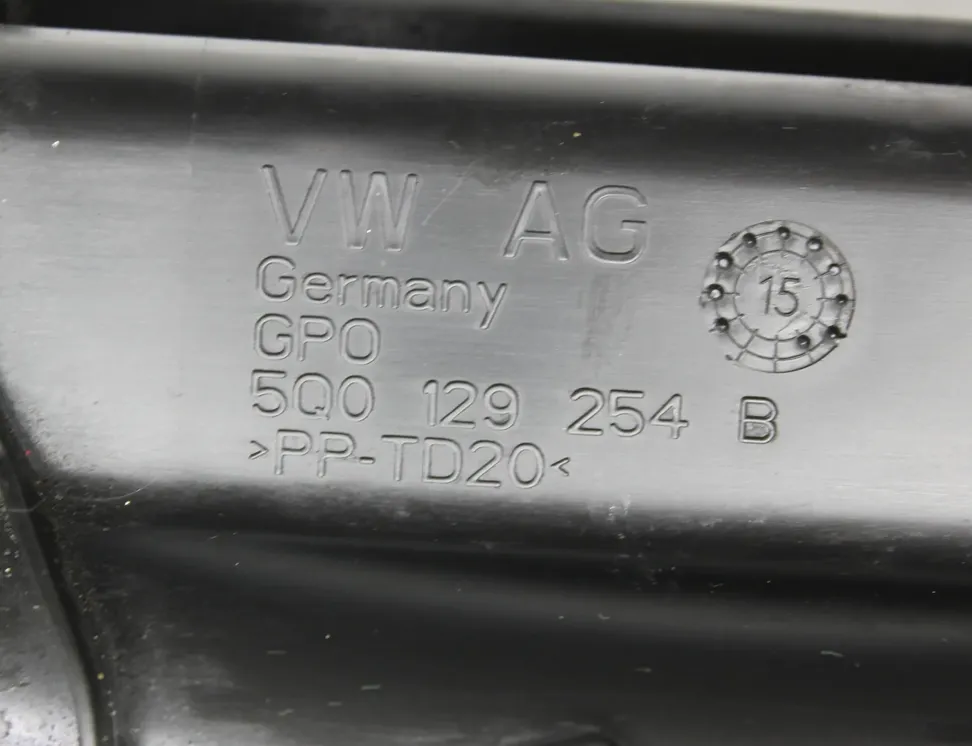 VW AG
Germany
GPO
5Q0 129 254 B
>PP-TD20<
15